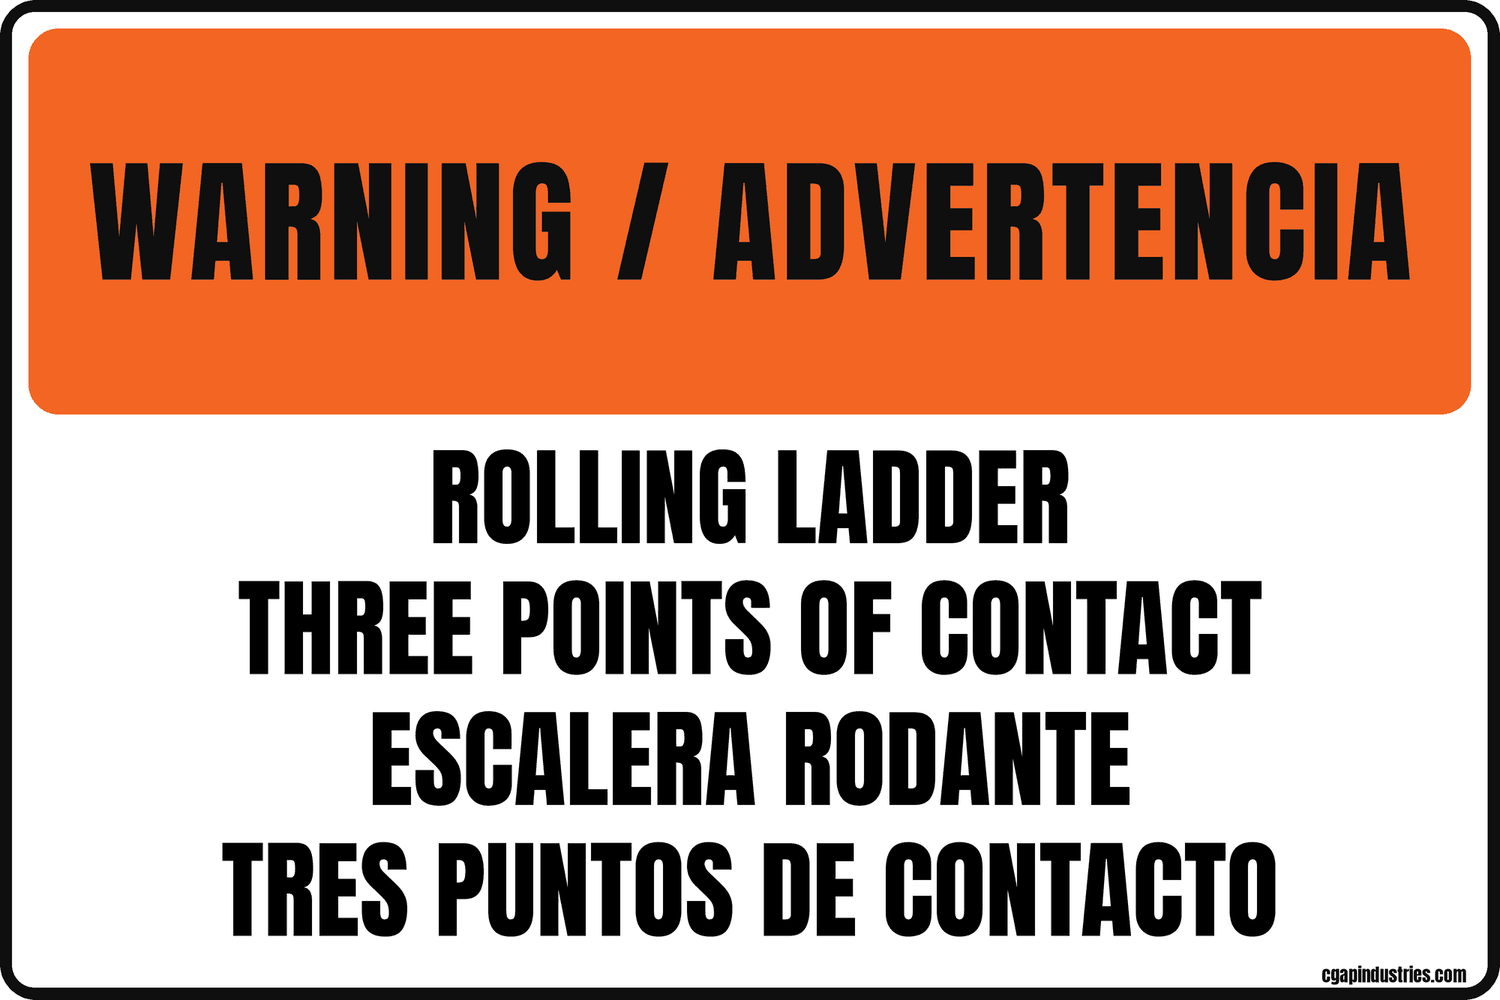 WARNING / ADVERTENCIA
ROLLING LADDER
THREE POINTS OF CONTACT
ESCALERA RODANTE
TRES PUNTOS DE CONTACTO
cgapindustries.com